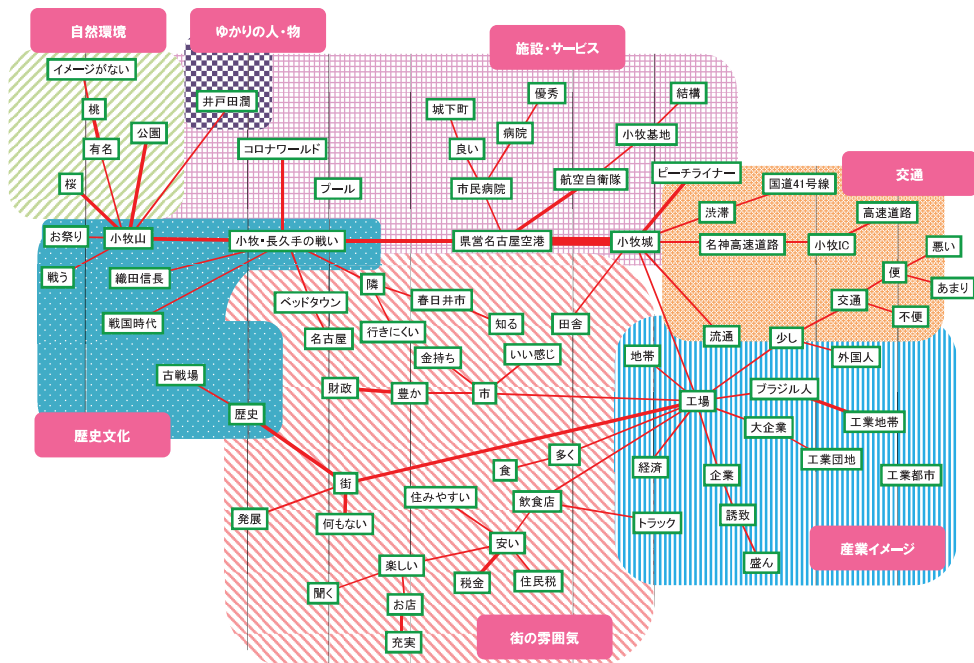 自然環境
ゆかりの人・物
施設・サービス
イメージがない
桃
有名
公園
桜
井戸田潤
コロナワールド
プール
城下町
良い
市民病院
病院
優秀
航空自衛隊
小牧基地
結構
ピーチライナー
交通
国道41号線
渋滞
高速道路
名神高速道路
小牧IC
悪い
便
あまり
交通
不便
お祭り
小牧山
小牧・長久手の戦い
県営名古屋空港
小牧城
戦う
織田信長
戦国時代
ベッドタウン
名古屋
隣
春日井市
行きにくい
知る
田舎
流通
金持ち
いい感じ
古戦場
歴史
歴史文化
財政
豊か
市
地帯
少し
外国人
工場
ブラジル人
工業地帯
大企業
工業団地
工業都市
経済
企業
誘致
盛ん
産業イメージ
食
多く
街
住みやすい
飲食店
トラック
発展
何もない
安い
楽しい
税金
住民税
聞く
お店
充実
街の雰囲気